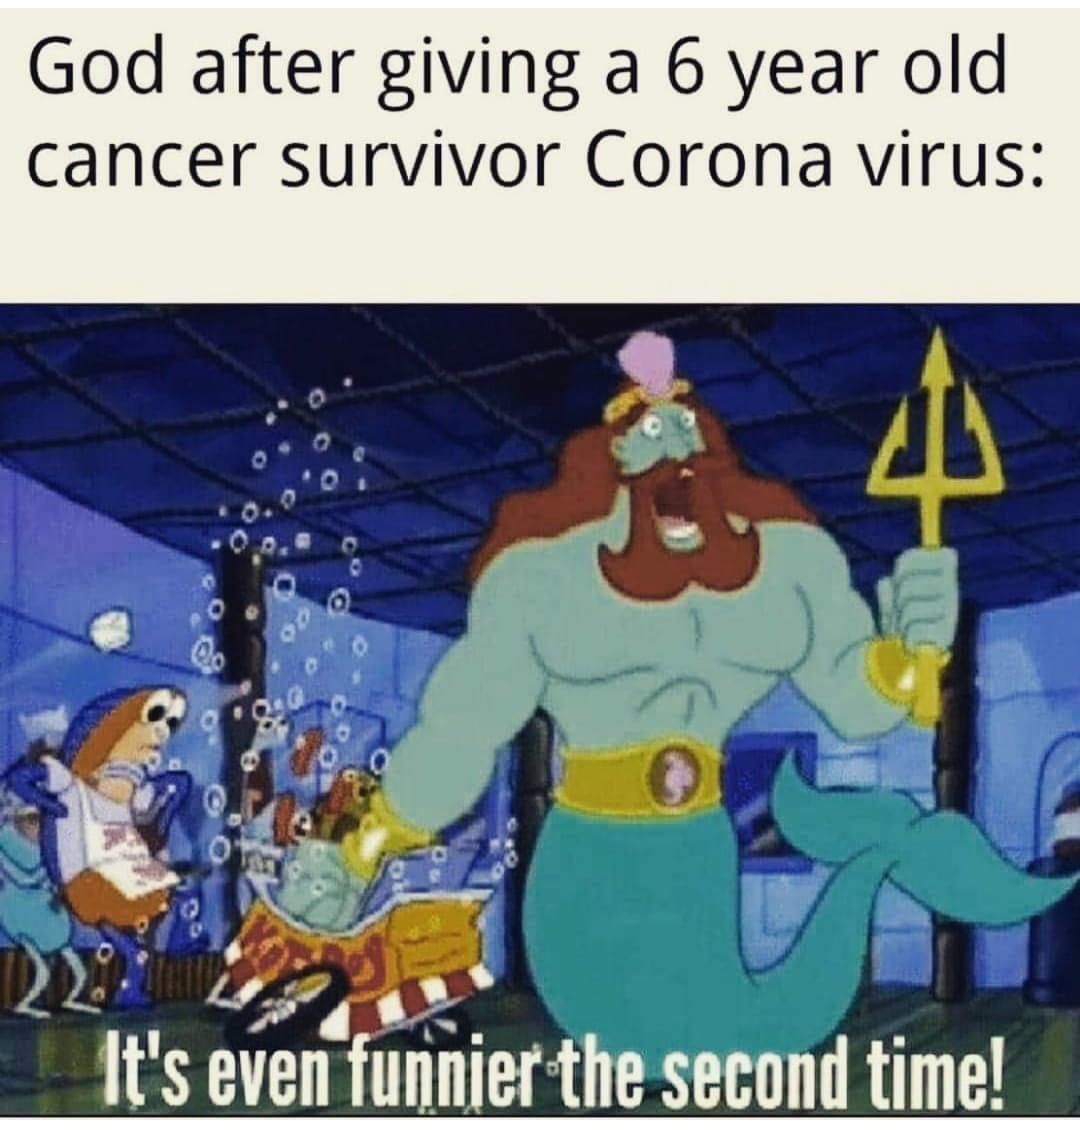 God after giving a 6 year old
cancer survivor Corona virus:
It's even funnier the second time!